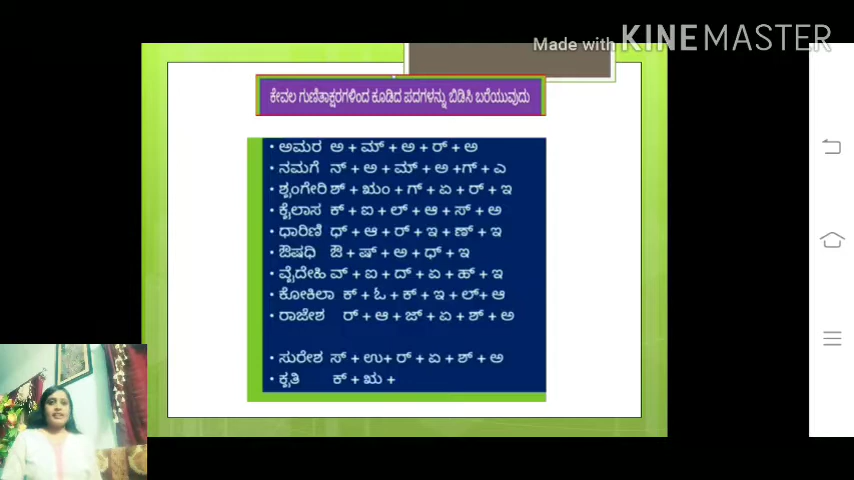 Made with KINEMASTER
ಕೇವಲ ಗುಣಿತಾಕ್ಷರಗಳಿಂದ ಕೂಡಿದ ಪದಗಳನ್ನು ಬಿಡಿಸಿ ಬರೆಯುವುದು
• ಅಮರ ಅ + ಮ್ + ಅ + ರ್ + ಅ
• ನಮಗೆ ನ್ + ಅ + ಮ್ + ಅ +ಗ್ + ಎ
• ಶೃಂಗೇರಿ ಶ್ + ಋಂ + ಗ್ + ಏ + ರ್ + ಇ
• ಕೈಲಾಸ ಕ್ + ಐ + ಲ್ + ಆ + ಸ್ + ಅ
• ಧಾರಿಣಿ ಧ್ + ಆ + ರ್ + ಇ + ಣ್ + ಇ
• ಔಷಧಿ ಔ + ಷ್ + ಅ + ಧ್ + ಇ
• ವೈದೇಹಿ ವ್ + ಐ + ದ್ + ಏ + ಹ್ + ಇ
• ಕೋಕಿಲಾ ಕ್ + ಓ + ಕ್ + ಇ + ಲ್+ ಆ
• ರಾಜೇಶ ರ್ + ಆ + ಜ್ + ಏ + ಶ್ + ಅ
• ಸುರೇಶ ಸ್ + ಉ+ ರ್ + ಏ + ಶ್ + ಅ
• ಕೃತಿ ಕ್ + ಋ +